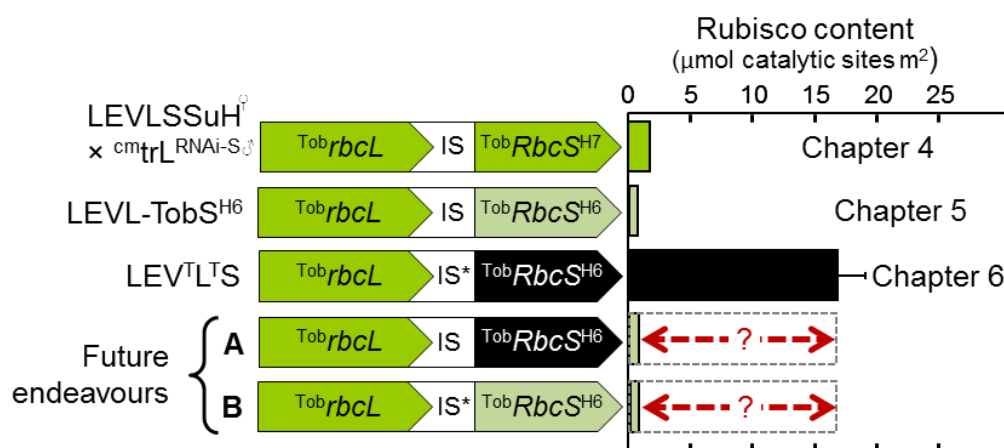 Rubisco content
(μmol catalytic sites m²)
0 5 10 15 20 25
LEVLSSuH♀
× ᶜᵐtrLᴿᴺᴬⁱ⁻ˢ♂ ᵀᵒᵇrbcL IS ᵀᵒᵇRbcSᴴ⁷ Chapter 4
LEVL-TobSᴴ⁶ ᵀᵒᵇrbcL IS ᵀᵒᵇRbcSᴴ⁶ Chapter 5
LEVᵀLᵀS ᵀᵒᵇrbcL IS* ᵀᵒᵇRbcSᴴ⁶ Chapter 6
Future endeavours
A ᵀᵒᵇrbcL IS ᵀᵒᵇRbcSᴴ⁶ ?
B ᵀᵒᵇrbcL IS* ᵀᵒᵇRbcSᴴ⁶ ?